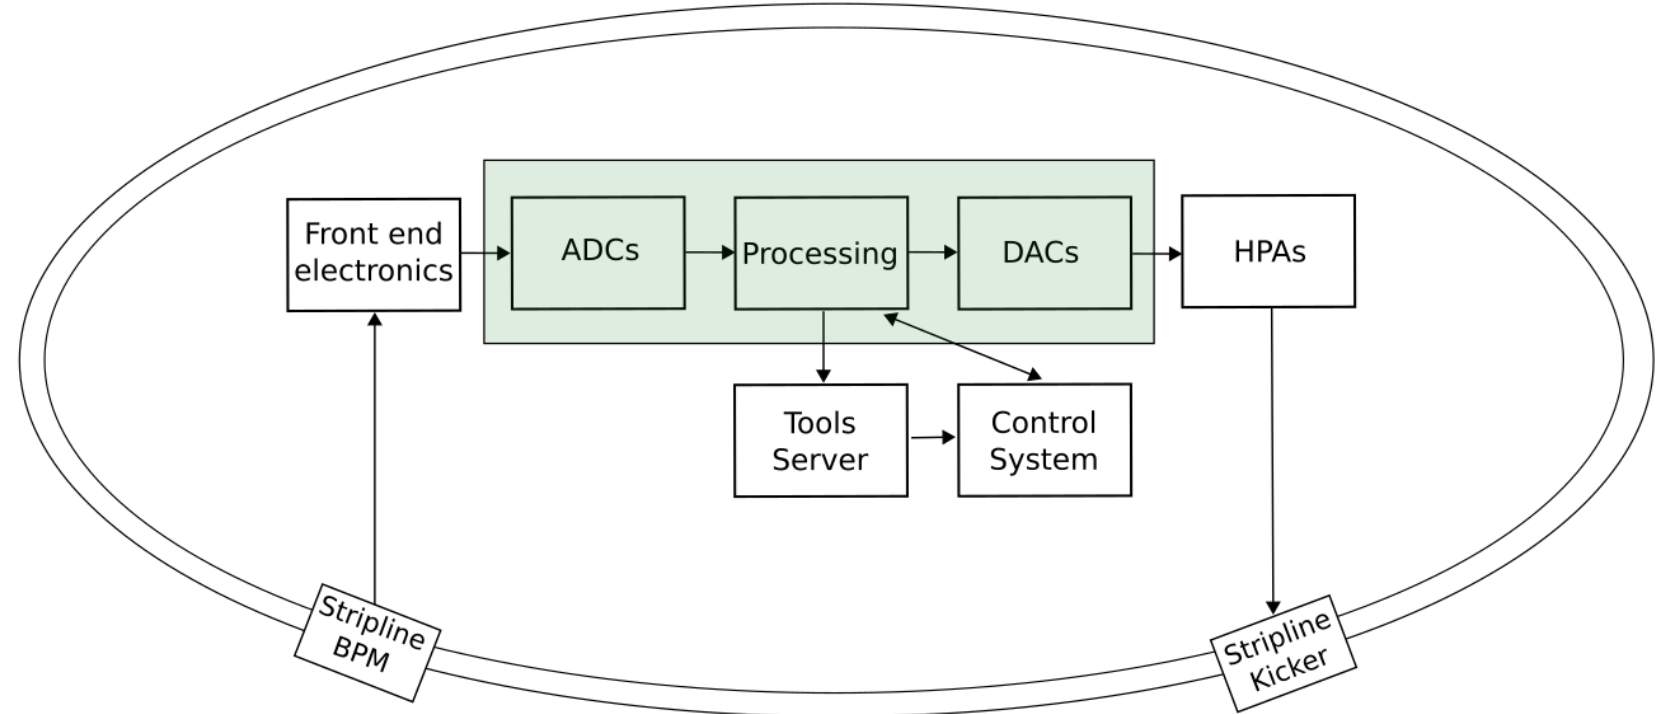 Front end
electronics
ADCs
Processing
DACs
HPAs
Tools
Server
Control
System
Stripline
BPM
Stripline
Kicker